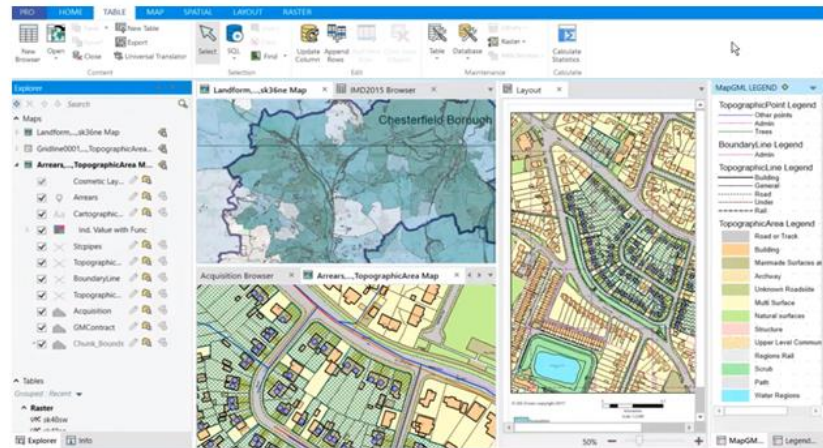 PRO HOME TABLE MAP SPATIAL LAYOUT RASTER
New Browser
Open
New Table
Export
Close
Universal Translator
Content
Select
SQL
Find
Selection
Update Column
Append Rows
Edit
Table
Database
Raster
Maintenance
Calculate Statistics
Calculate
Explorer
Search
Maps
Landform,...,sk36ne Map
Gridline0001,...,TopographicArea...
Arrears,...,TopographicArea M...
Cosmetic Lay...
Arrears
Cartographic...
Ind. Value with Func
Stcpipes
Topographic...
BoundaryLine
Topographic...
Acquisition
GMContract
Chunk_Bounds
Tables
Grouped: Recent
Raster
sk40sw
Explorer
Info
Landform,...,sk36ne Map
IMD2015 Browser
Chesterfield Borough
Acquisition Browser
Arrears,...,TopographicArea Map
Layout
50%
MapGML LEGEND
TopographicPoint Legend
Other points
Admin
Trees
BoundaryLine Legend
Admin
TopographicLine Legend
Building
General
Road
Under
Rail
TopographicArea Legend
Road or Track
Building
Manmade Surfaces a
Archway
Unknown Roadside
Multi Surface
Natural surfaces
Structure
Upper Level Commun
Regions Rail
Scrub
Path
Water Regions
MapGM...
Legend...